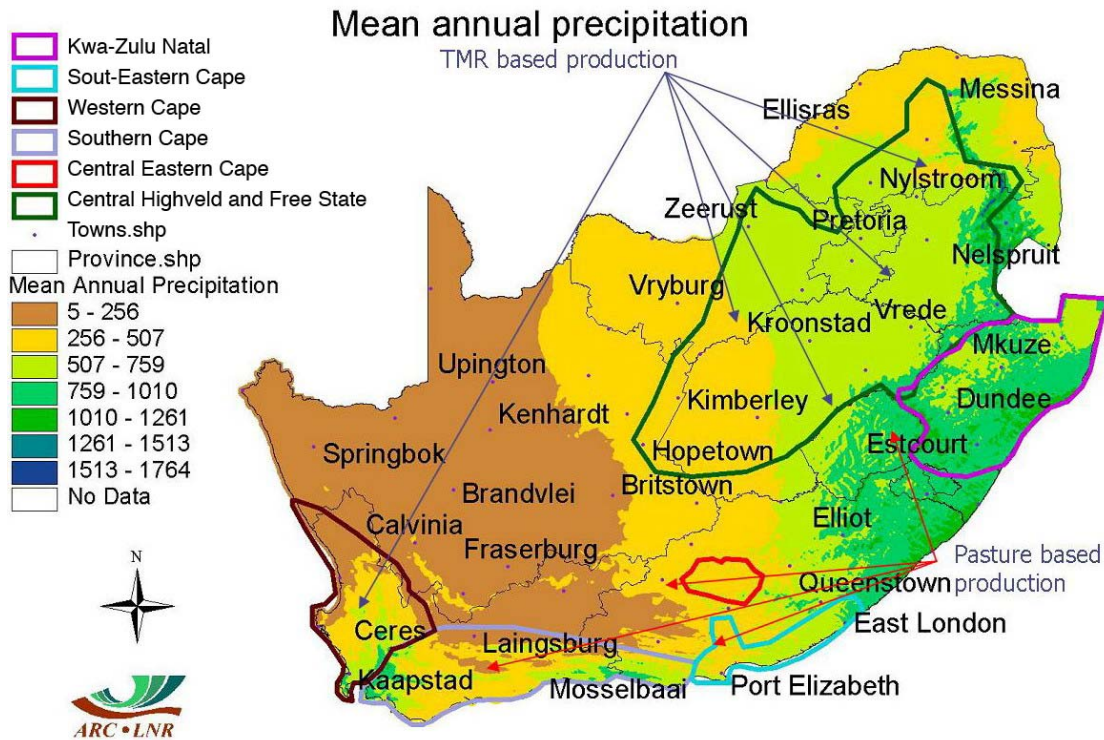 Mean annual precipitation
TMR based production
Kwa-Zulu Natal
Sout-Eastern Cape
Western Cape
Southern Cape
Central Eastern Cape
Central Highveld and Free State
Towns.shp
Province.shp
Mean Annual Precipitation
5 - 256
256 - 507
507 - 759
759 - 1010
1010 - 1261
1261 - 1513
1513 - 1764
No Data
Messina
Ellisras
Nylstroom
Zeerust
Pretoria
Nelspruit
Vryburg
Vrede
Kroonstad
Mkuze
Upington
Kimberley
Dundee
Kenhardt
Springbok
Hopetown
Estcourt
Brandvlei
Britstown
Elliot
Calvinia
Fraserburg
Pasture based
production
Queenstown
East London
Ceres
Laingsburg
Kaapstad
Mosselbaai
Port Elizabeth
N
ARC•LNR